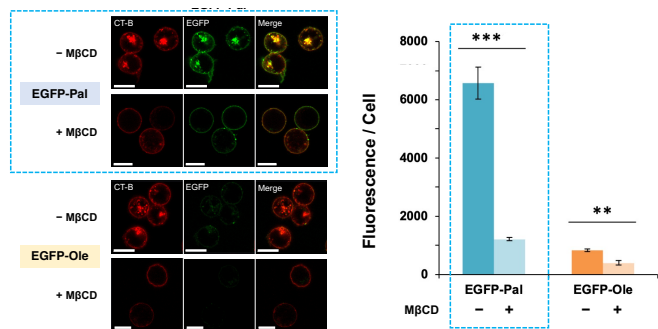 CT-B EGFP Merge
− MβCD
EGFP-Pal
+ MβCD
CT-B EGFP Merge
− MβCD
EGFP-Ole
+ MβCD
Fluorescence / Cell
8000
6000
4000
2000
0
***
**
EGFP-Pal EGFP-Ole
MβCD − + − +